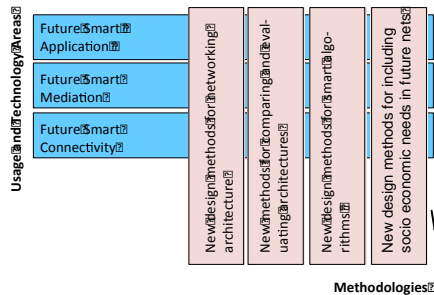 Usage and Technology Areas
Future Smart
Application
Future Smart
Mediation
Future Smart
Connectivity
New design methods for networking
architecture
New methods for comparing and eval-
uating architectures
New design methods for smart algo-
rithms
New design methods for including
socio economic needs in future nets
Methodologies